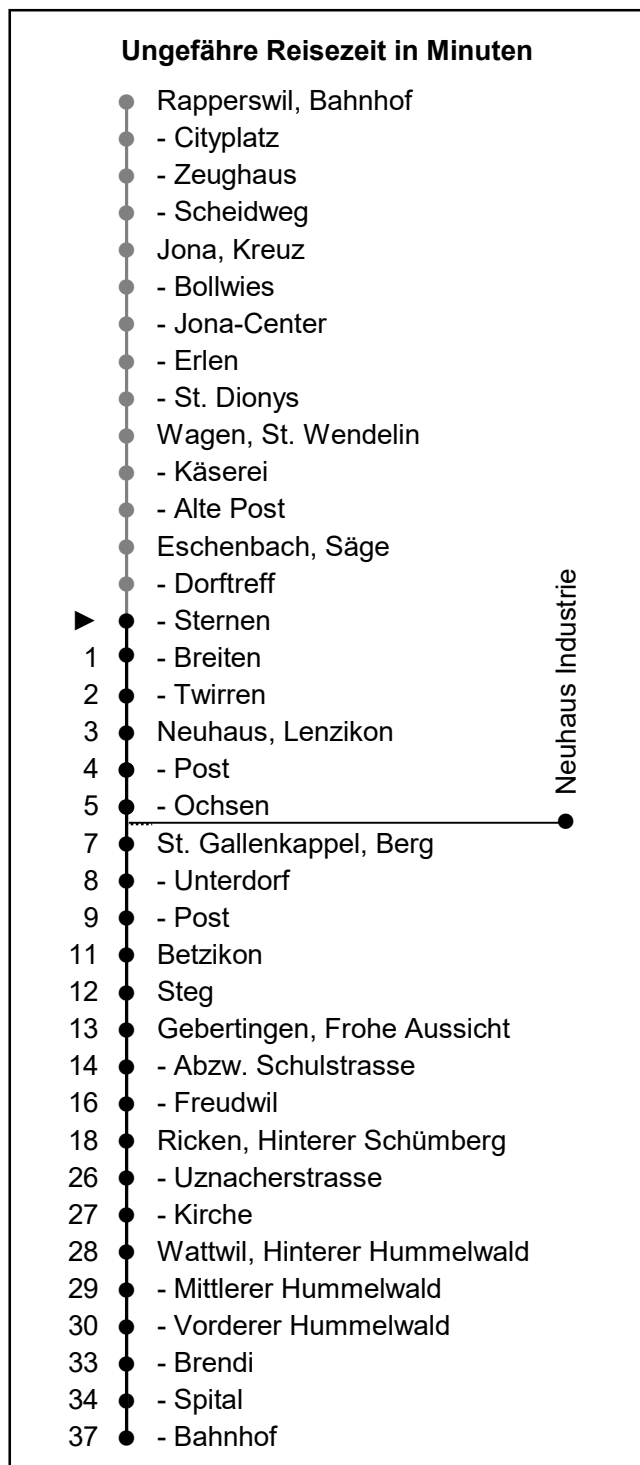 Ungefähre Reisezeit in Minuten
Rapperswil, Bahnhof
- Cityplatz
- Zeughaus
- Scheidweg
Jona, Kreuz
- Bollwies
- Jona-Center
- Erlen
- St. Dionys
Wagen, St. Wendelin
- Käserei
- Alte Post
Eschenbach, Säge
- Dorftreff
► - Sternen
1 - Breiten
2 - Twirren
3 Neuhaus, Lenzikon
4 - Post
5 - Ochsen
Neuhaus Industrie
7 St. Gallenkappel, Berg
8 - Unterdorf
9 - Post
11 Betzikon
12 Steg
13 Gebertingen, Frohe Aussicht
14 - Abzw. Schulstrasse
16 - Freudwil
18 Ricken, Hinterer Schümberg
26 - Uznacherstrasse
27 - Kirche
28 Wattwil, Hinterer Hummelwald
29 - Mittlerer Hummelwald
30 - Vorderer Hummelwald
33 - Brendi
34 - Spital
37 - Bahnhof